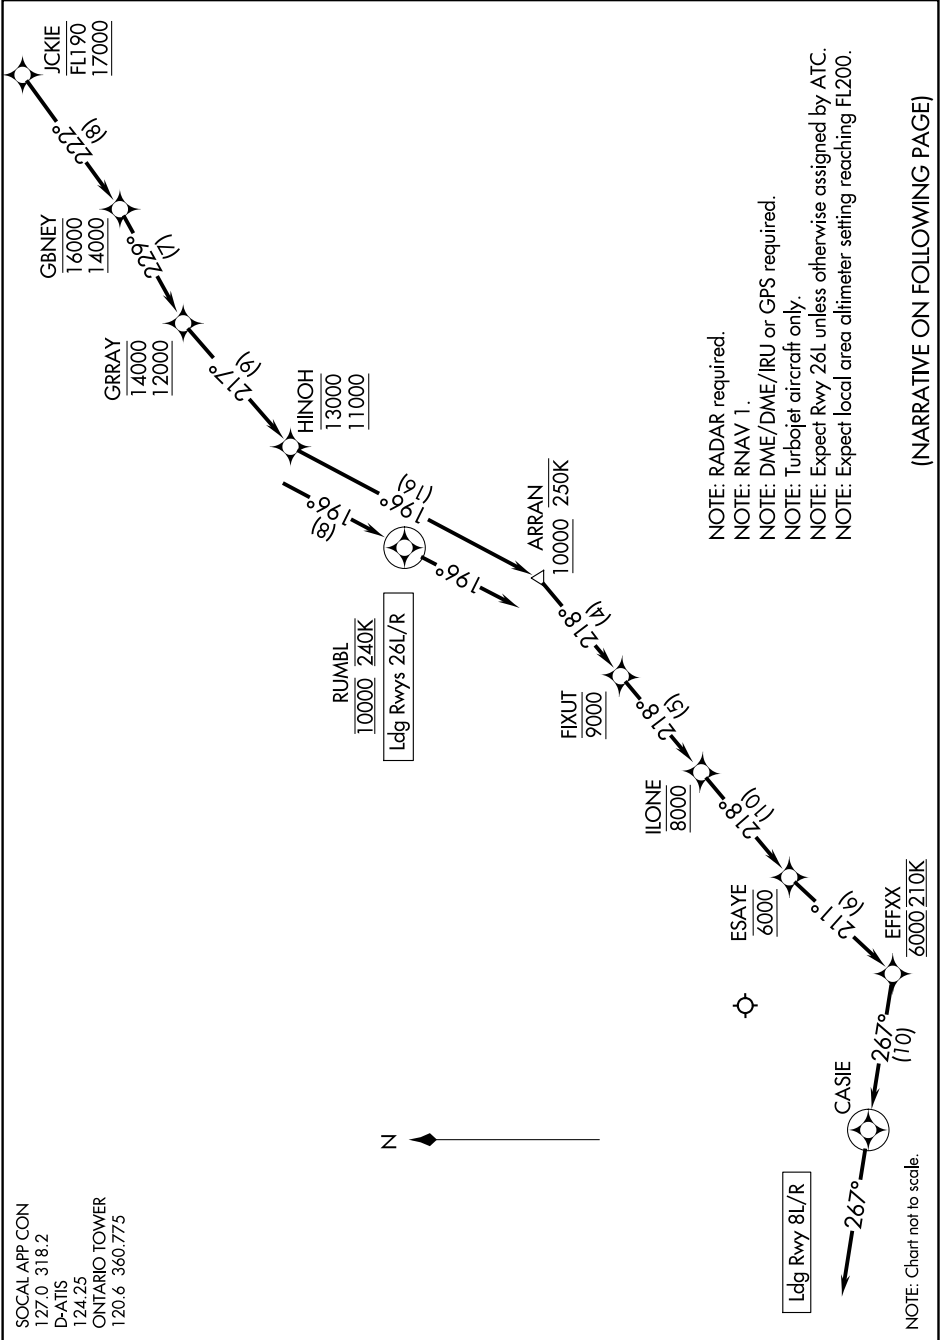 SOCAL APP CON
127.0 318.2
D-ATIS
124.25
ONTARIO TOWER
120.6 360.775
JCKIE
FL190
17000
222°
(8)
GBNEY
16000
14000
229°
(7)
GRRAY
14000
12000
217°
(9)
HINOH
13000
11000
196°
(16)
196°
(8)
RUMBL
10000 240K
Ldg Rwys 26L/R
196°
ARRAN
10000 250K
218°
(4)
FIXUT
9000
218°
(5)
ILONE
8000
218°
(10)
ESAYE
6000
211°
(6)
EFFXX
6000 210K
267°
(10)
CASIE
267°
Ldg Rwy 8L/R
N
NOTE: RADAR required.
NOTE: RNAV 1.
NOTE: DME/DME/IRU or GPS required.
NOTE: Turbojet aircraft only.
NOTE: Expect Rwy 26L unless otherwise assigned by ATC.
NOTE: Expect local area altimeter setting reaching FL200.
NOTE: Chart not to scale.
(NARRATIVE ON FOLLOWING PAGE)